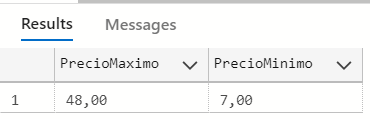 Results Messages
PrecioMaximo PrecioMinimo
1 48,00 7,00